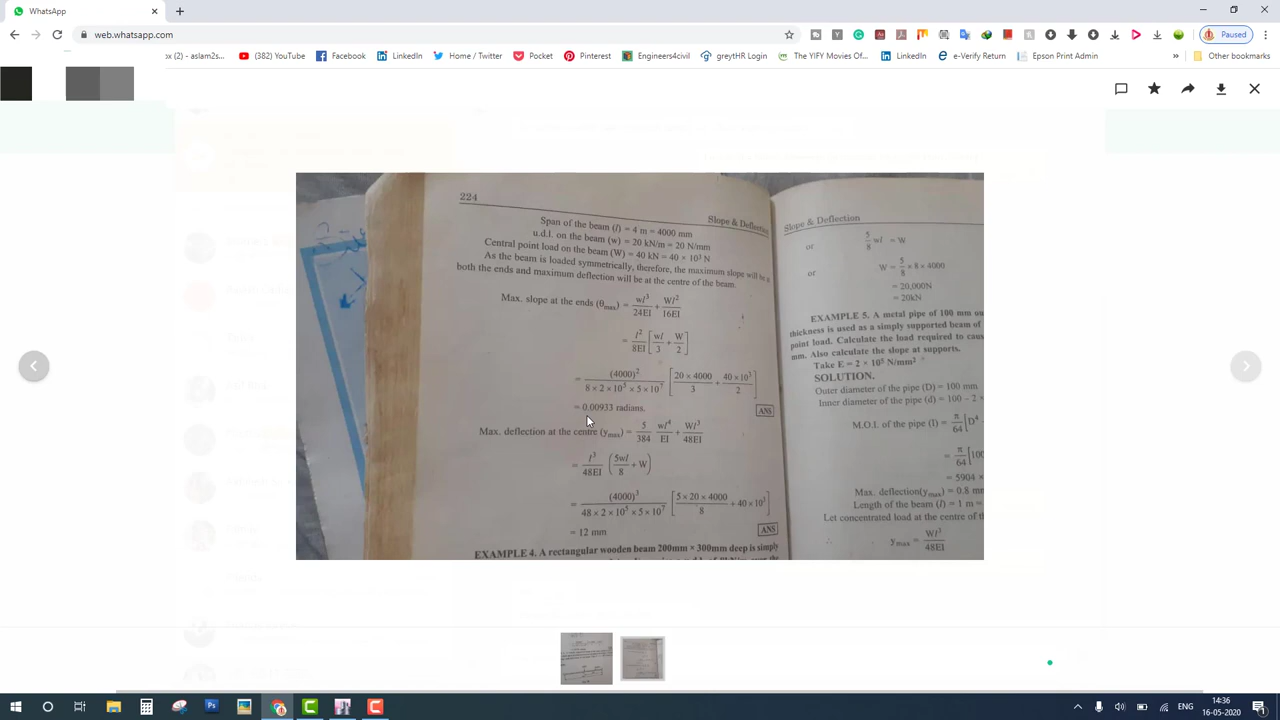 WhatsApp
web.whatsapp.com
Paused
ox (2) - aslam2s...
(382) YouTube
Facebook
LinkedIn
Home / Twitter
Pocket
Pinterest
Engineers4civil
greytHR Login
The YIFY Movies Of...
LinkedIn
e-Verify Return
Epson Print Admin
Other bookmarks
224
Slope & Deflection
Span of the beam (l) = 4 m = 4000 mm
u.d.l. on the beam (w) = 20 kN/m = 20 N/mm
Central point load on the beam (W) = 40 kN = 40 × 10³ N
As the beam is loaded symmetrically, therefore, the maximum slope will be
both the ends and maximum deflection will be at the centre of the beam.
Max. slope at the ends (θmax) = wl³/24EI + Wl²/16EI
= l²/8EI [wl/3 + W/2]
= (4000)²/8 × 2 × 10⁵ × 5 × 10⁷ [20 × 4000/3 + 40 × 10³/2]
= 0.00933 radians.
ANS
Max. deflection at the centre (ymax) = 5/384 wl⁴/EI + Wl³/48EI
= l³/48EI (5wl/8 + W)
= (4000)³/48 × 2 × 10⁵ × 5 × 10⁷ [5 × 20 × 4000/8 + 40 × 10³]
= 12 mm
ANS
EXAMPLE 4. A rectangular wooden beam 200mm × 300mm deep is simply
Slope & Deflection
or 5/8 wl = W
or W = 5/8 × 8 × 4000
= 20,000N
= 20kN
EXAMPLE 5. A metal pipe of 100 mm
thickness is used as a simply supported beam of
point load. Calculate the load required to
mm. Also calculate the slope at supports.
Take E = 2 × 10⁵ N/mm²
SOLUTION.
Outer diameter of the pipe (D) = 100 mm
Inner diameter of the pipe (d) = 100 - 2
M.O.I. of the pipe (I) = π/64 [D⁴
= π/64 [100
= 5904 ×
Max. deflection(ymax) = 0.8 mm
Length of the beam (l) = 1 m =
Let concentrated load at the centre of
∴ ymax = Wl³/48EI
ENG
14:36
16-05-2020